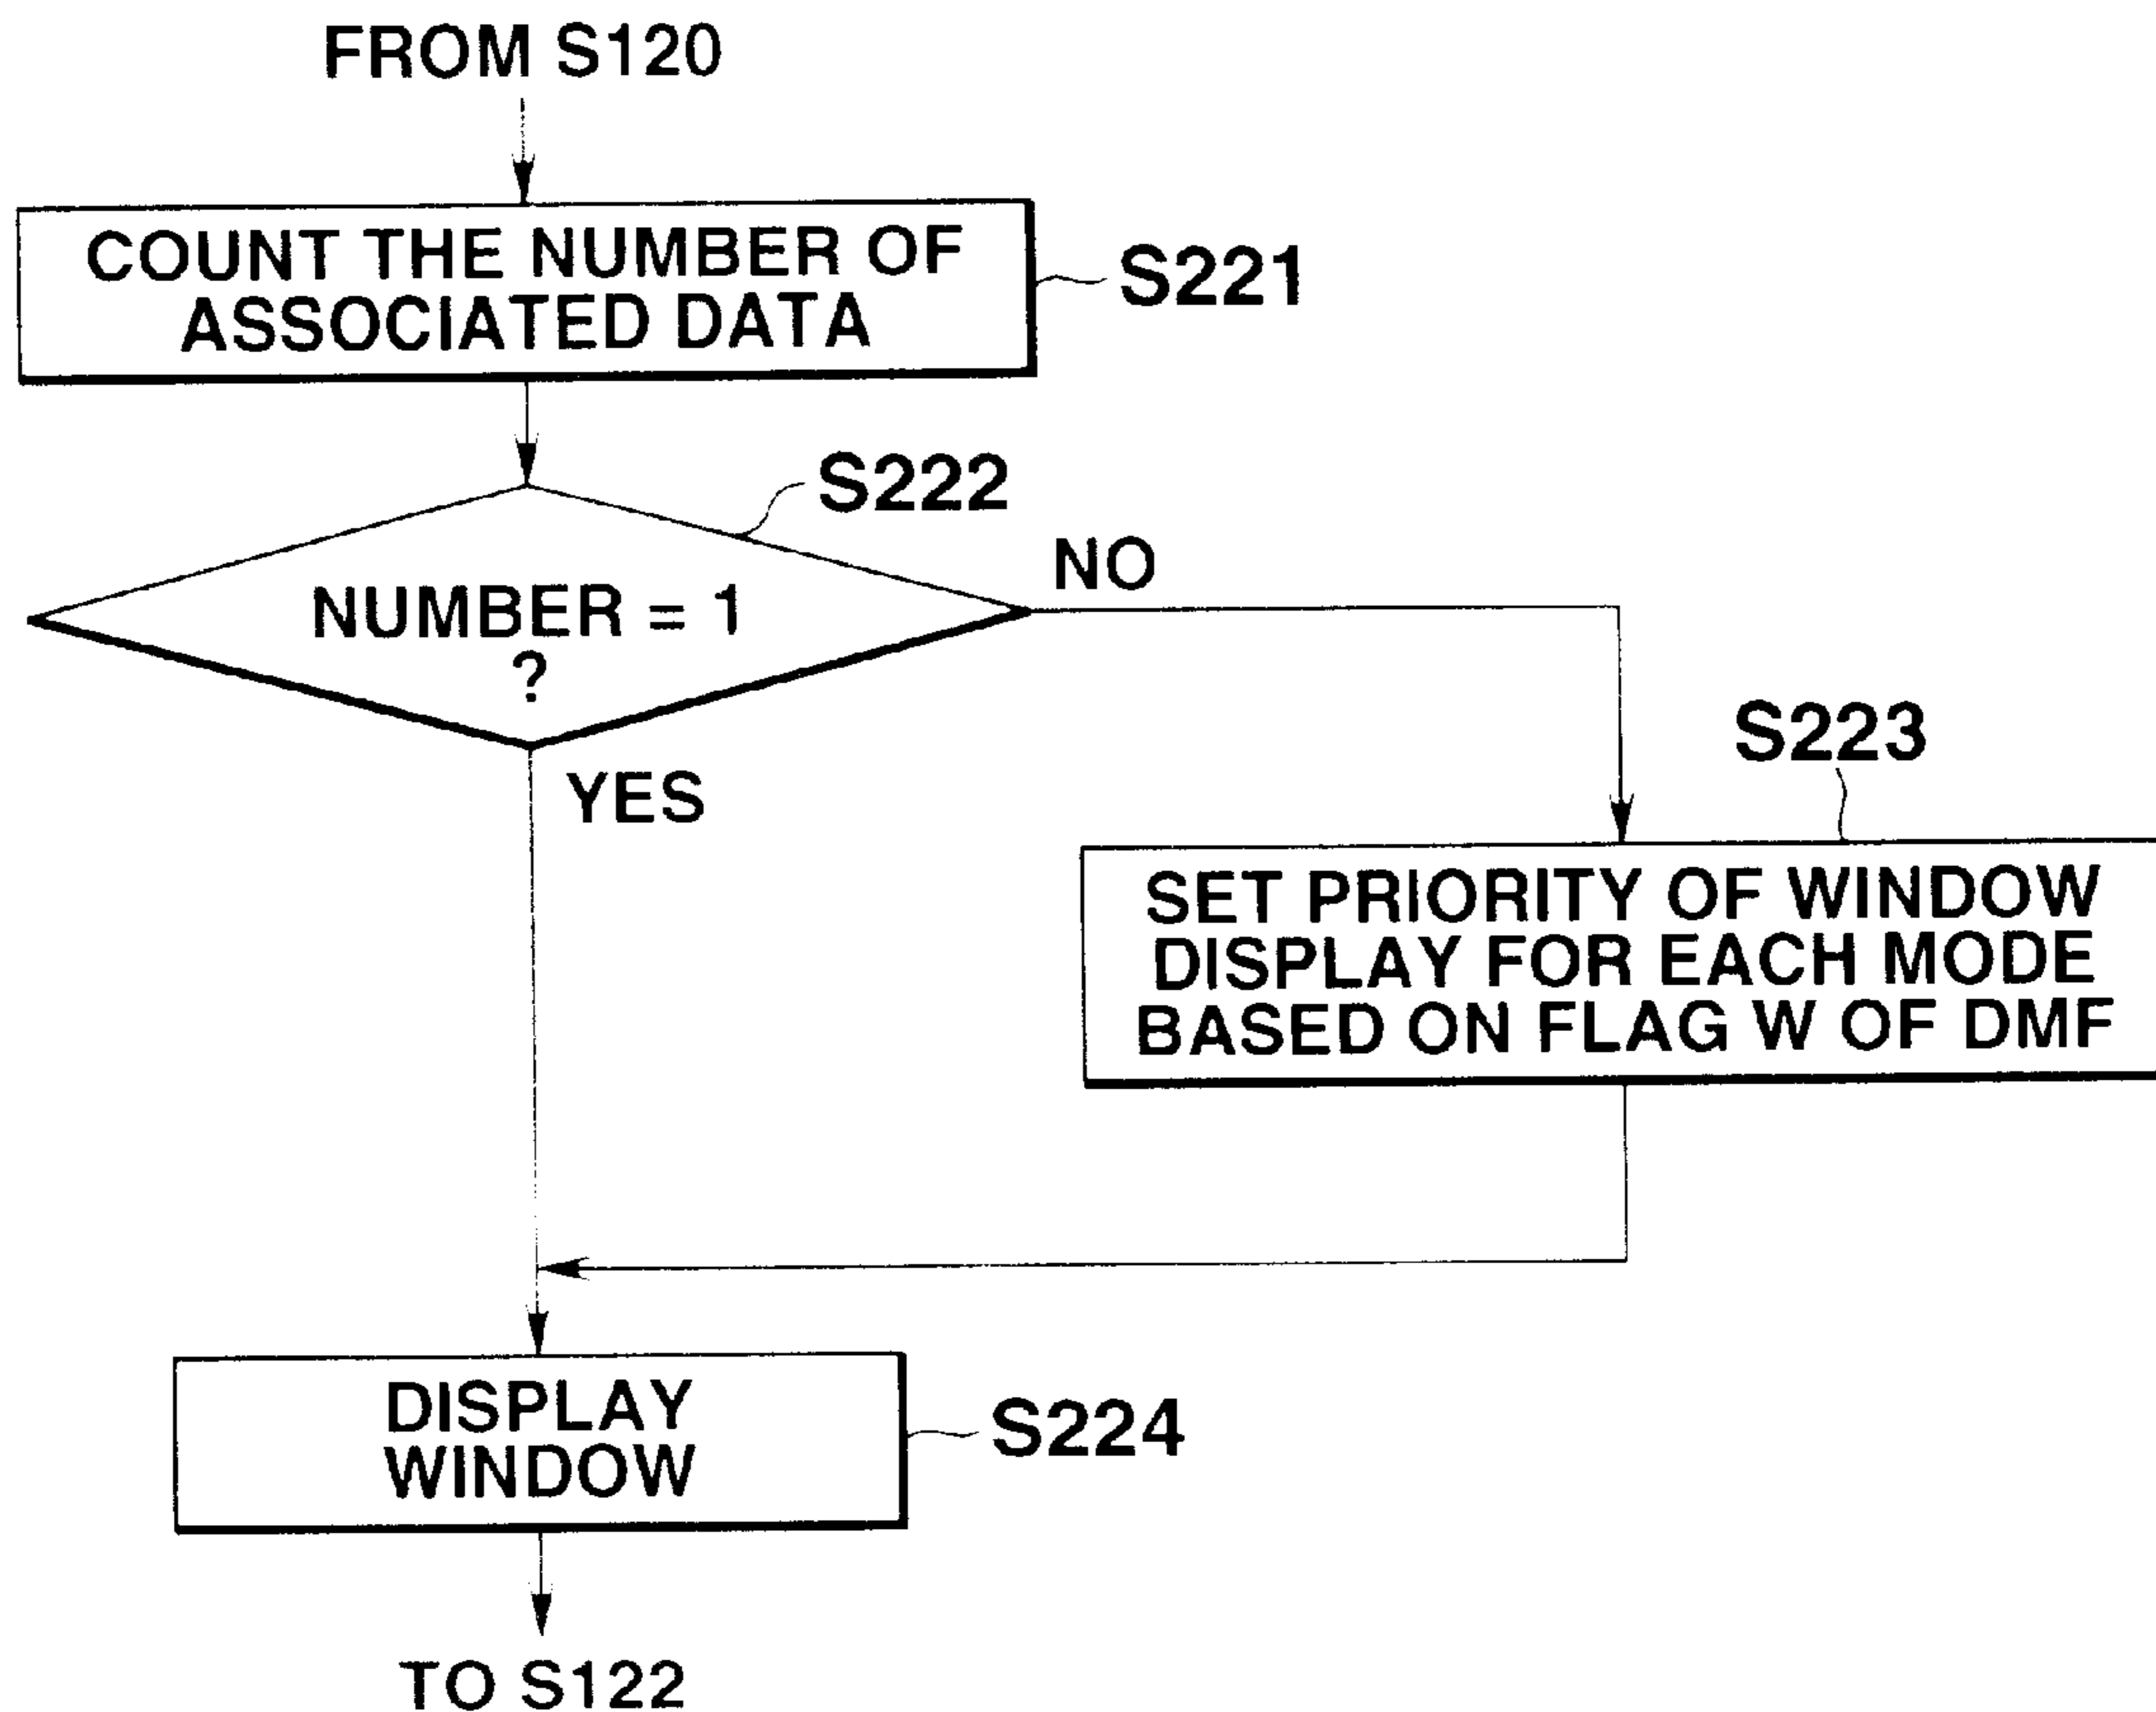 FROM S120
COUNT THE NUMBER OF
ASSOCIATED DATA
S221
S222
NUMBER = 1
?
NO
YES
S223
SET PRIORITY OF WINDOW
DISPLAY FOR EACH MODE
BASED ON FLAG W OF DMF
DISPLAY
WINDOW
S224
TO S122